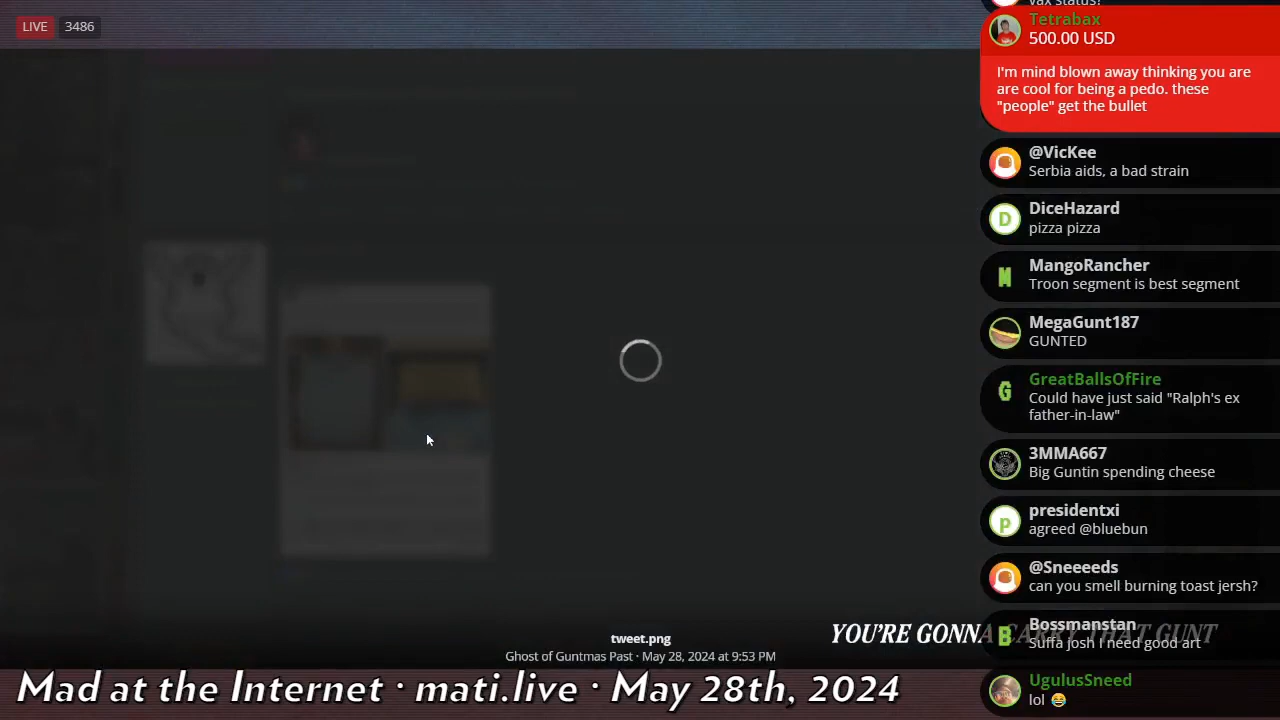 LIVE 3486
vax status?
Tetrabax
500.00 USD
I'm mind blown away thinking you are
are cool for being a pedo. these
"people" get the bullet
@VicKee
Serbia aids, a bad strain
DiceHazard
pizza pizza
MangoRancher
Troon segment is best segment
MegaGunt187
GUNTED
GreatBallsOfFire
Could have just said "Ralph's ex
father-in-law"
3MMA667
Big Guntin spending cheese
presidentxi
agreed @bluebun
@Sneeeeds
can you smell burning toast jersh?
Bossmanstan
Suffa josh I need good art
UgulusSneed
lol 😂
YOU'RE GONNA CARRY THAT GUNT
tweet.png
Ghost of Guntmas Past · May 28, 2024 at 9:53 PM
Mad at the Internet · mati.live · May 28th, 2024